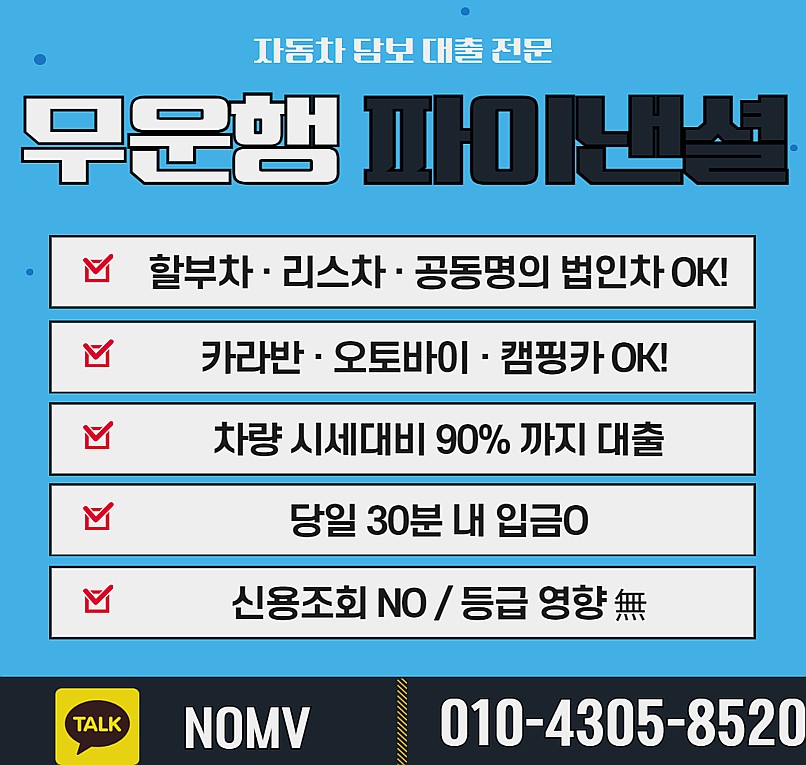 자동차 담보 대출 전문
무운행 파이낸셜
할부차 · 리스차 · 공동명의 법인차 OK!
카라반 · 오토바이 · 캠핑카 OK!
차량 시세대비 90% 까지 대출
당일 30분 내 입금O
신용조회 NO / 등급 영향 無
TALK NOMV 010-4305-8520